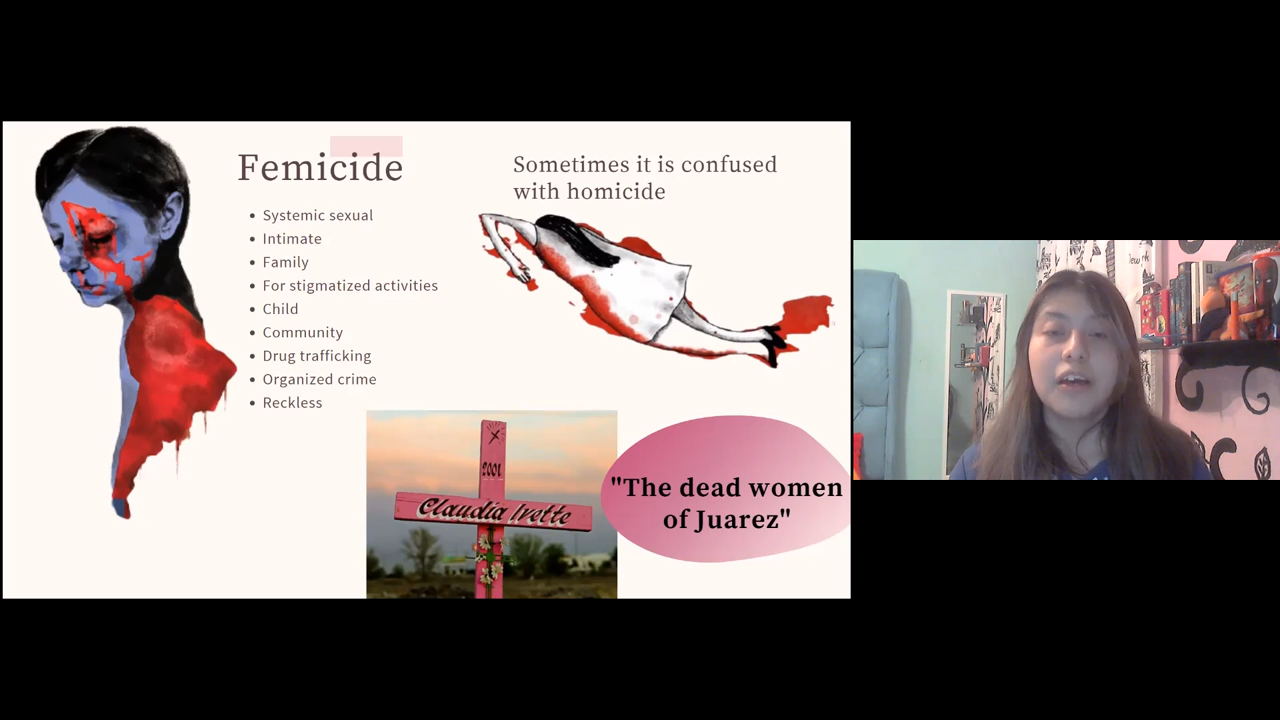 Femicide
Systemic sexual
Intimate
Family
For stigmatized activities
Child
Community
Drug trafficking
Organized crime
Reckless
Sometimes it is confused
with homicide
2001
Claudia Ivette
"The dead women
of Juarez"